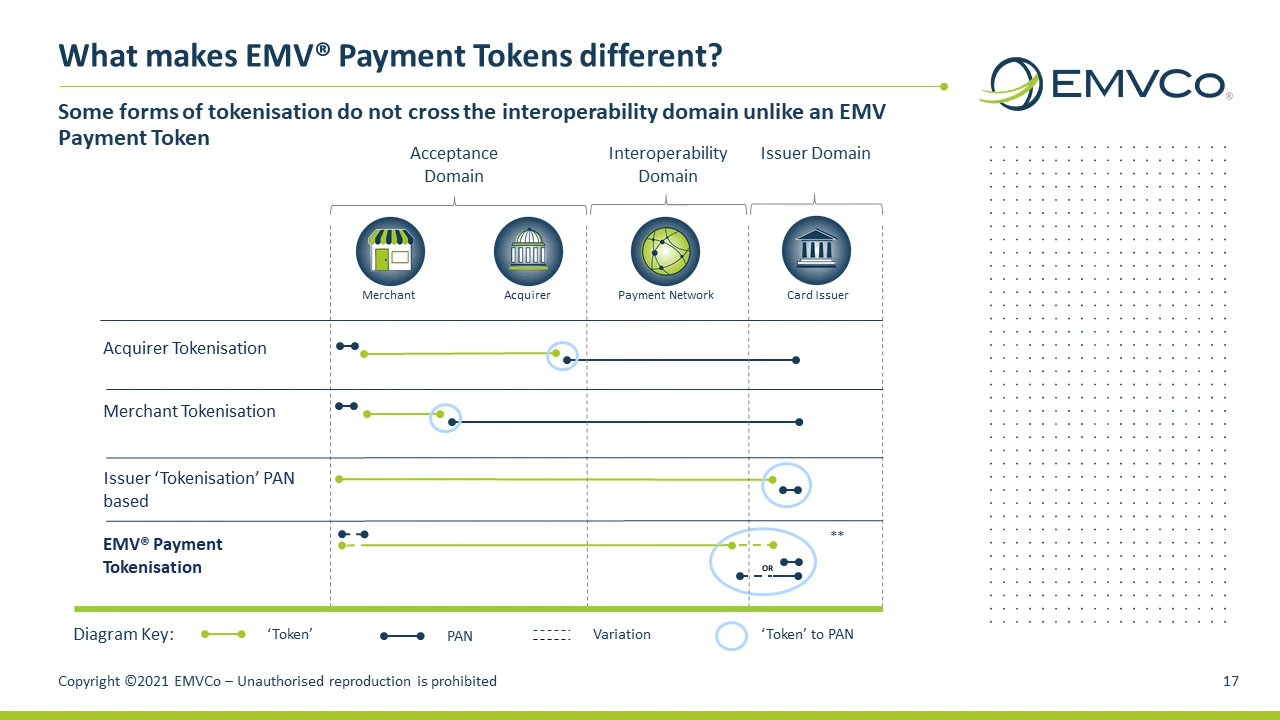 What makes EMV® Payment Tokens different?
EMVCo®
Some forms of tokenisation do not cross the interoperability domain unlike an EMV
Payment Token
Acceptance
Domain
Interoperability
Domain
Issuer Domain
Merchant
Acquirer
Payment Network
Card Issuer
Acquirer Tokenisation
Merchant Tokenisation
Issuer ‘Tokenisation’ PAN
based
EMV® Payment
Tokenisation
**
OR
Diagram Key:
‘Token’
PAN
Variation
‘Token’ to PAN
Copyright ©2021 EMVCo – Unauthorised reproduction is prohibited
17